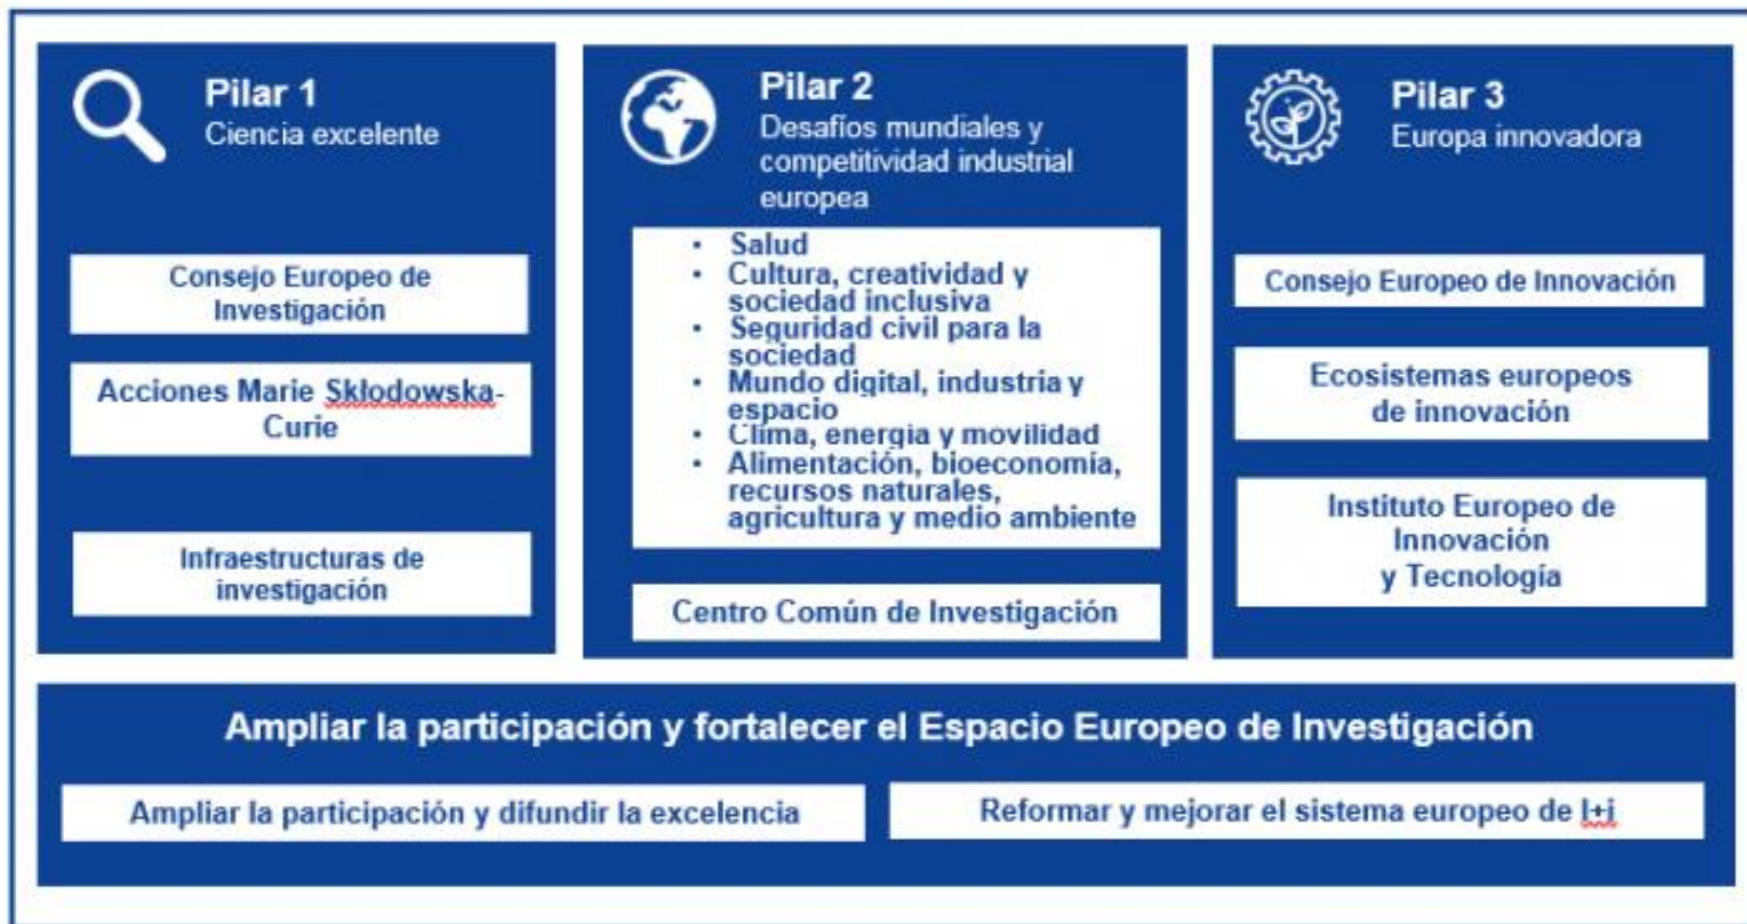 Pilar 1
Ciencia excelente
Consejo Europeo de
Investigación
Acciones Marie Skłodowska-
Curie
Infraestructuras de
investigación
Pilar 2
Desafíos mundiales y
competitividad industrial
europea
• Salud
• Cultura, creatividad y
sociedad inclusiva
• Seguridad civil para la
sociedad
• Mundo digital, industria y
espacio
• Clima, energía y movilidad
• Alimentación, bioeconomía,
recursos naturales,
agricultura y medio ambiente
Centro Común de Investigación
Pilar 3
Europa innovadora
Consejo Europeo de Innovación
Ecosistemas europeos
de innovación
Instituto Europeo de
Innovación
y Tecnología
Ampliar la participación y fortalecer el Espacio Europeo de Investigación
Ampliar la participación y difundir la excelencia
Reformar y mejorar el sistema europeo de I+i